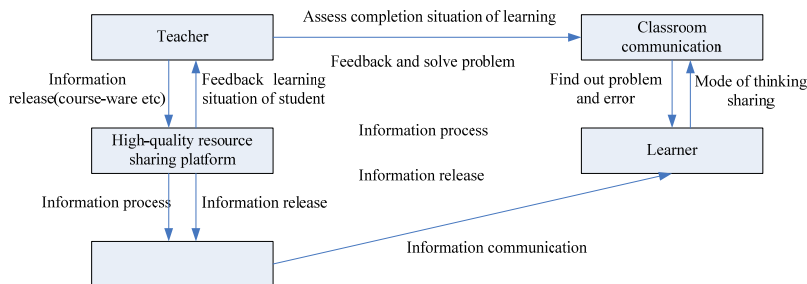 Teacher
Assess completion situation of learning
Feedback and solve problem
Classroom
communication
Information
release(course-ware etc)
Feedback learning
situation of student
Find out problem
and error
Mode of thinking
sharing
High-quality resource
sharing platform
Information process
Information release
Learner
Information process
Information release
Information communication